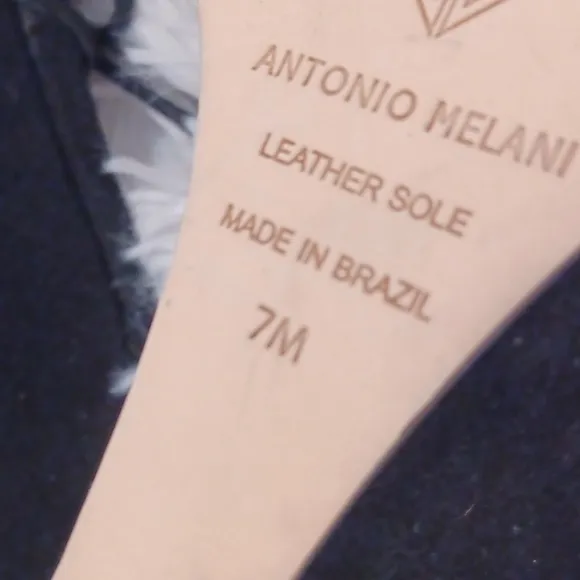 ANTONIO MELANI
LEATHER SOLE
MADE IN BRAZIL
7M